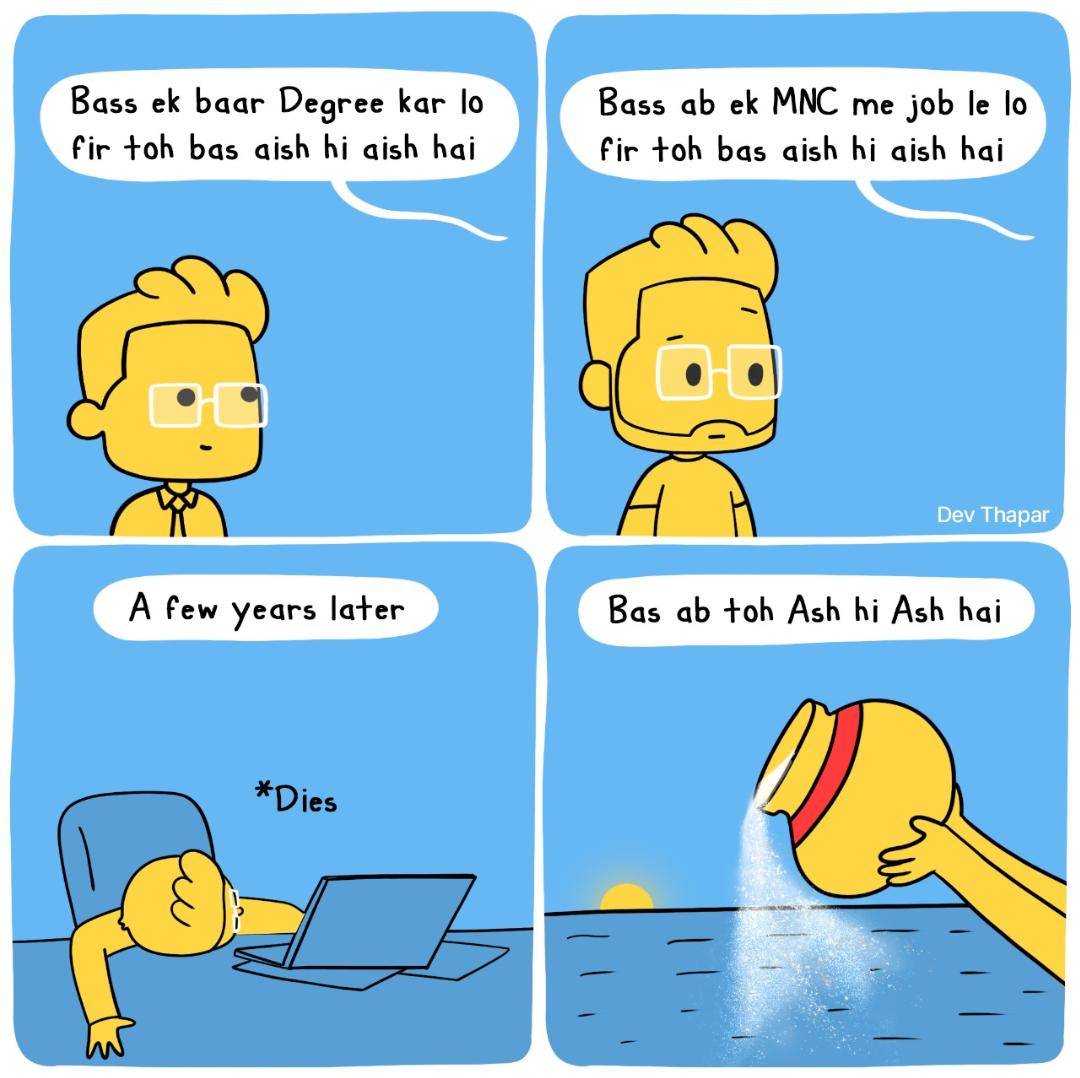 Bass ek baar Degree kar lo
fir toh bas aish hi aish hai
Bass ab ek MNC me job le lo
fir toh bas aish hi aish hai
Dev Thapar
A few years later
*Dies
Bas ab toh Ash hi Ash hai